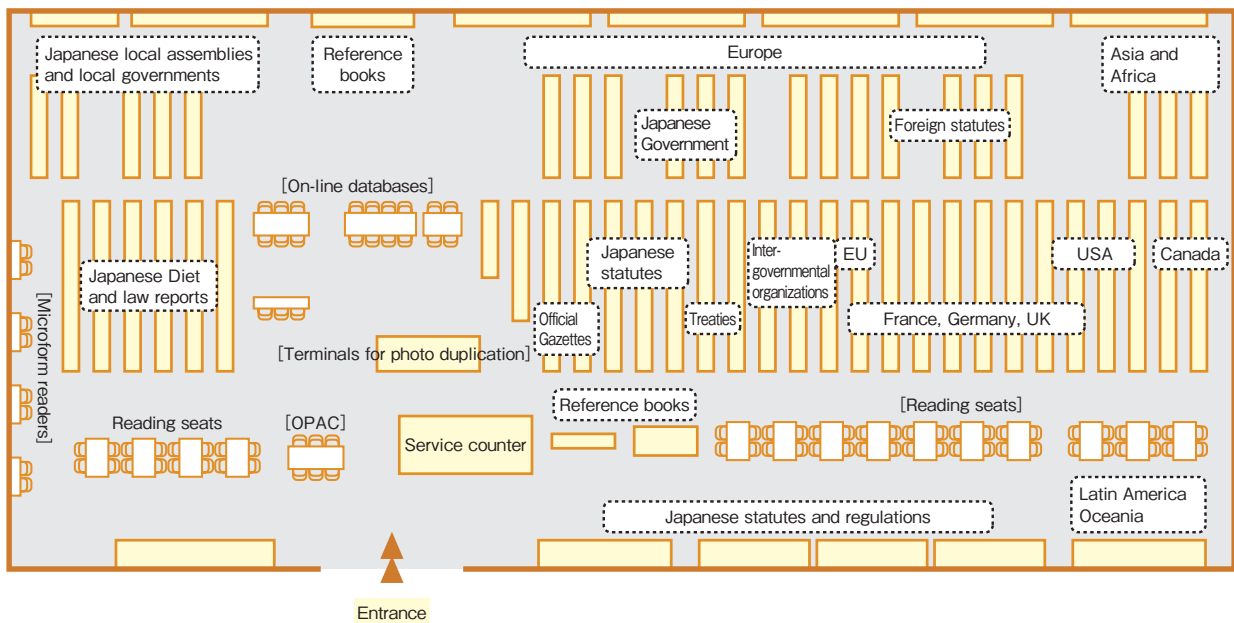 Japanese local assemblies
and local governments
Reference
books
Europe
Asia and
Africa
Japanese
Government
Foreign statutes
[On-line databases]
Japanese Diet
and law reports
Japanese
statutes
Inter-
governmental
organizations
EU
USA
Canada
Official
Gazettes
Treaties
France, Germany, UK
[Microform readers]
[Terminals for photo duplication]
Reference books
[Reading seats]
Reading seats
[OPAC]
Service counter
Latin America
Oceania
Japanese statutes and regulations
Entrance